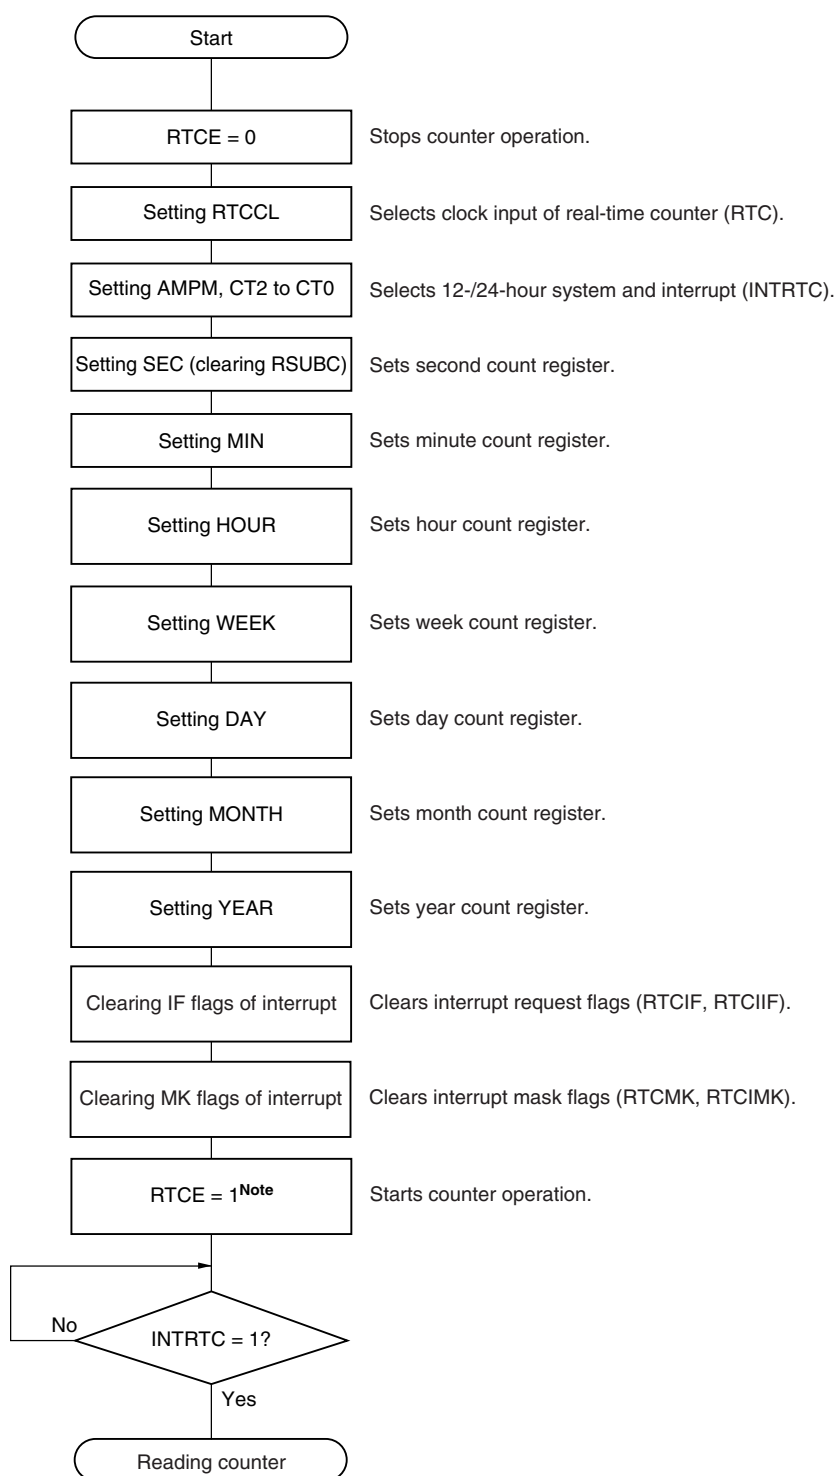 Start
RTCE = 0
Stops counter operation.
Setting RTCCL
Selects clock input of real-time counter (RTC).
Setting AMPM, CT2 to CT0
Selects 12-/24-hour system and interrupt (INTRTC).
Setting SEC (clearing RSUBC)
Sets second count register.
Setting MIN
Sets minute count register.
Setting HOUR
Sets hour count register.
Setting WEEK
Sets week count register.
Setting DAY
Sets day count register.
Setting MONTH
Sets month count register.
Setting YEAR
Sets year count register.
Clearing IF flags of interrupt
Clears interrupt request flags (RTCIF, RTCIIF).
Clearing MK flags of interrupt
Clears interrupt mask flags (RTCMK, RTCIMK).
RTCE = 1Note
Starts counter operation.
No
INTRTC = 1?
Yes
Reading counter